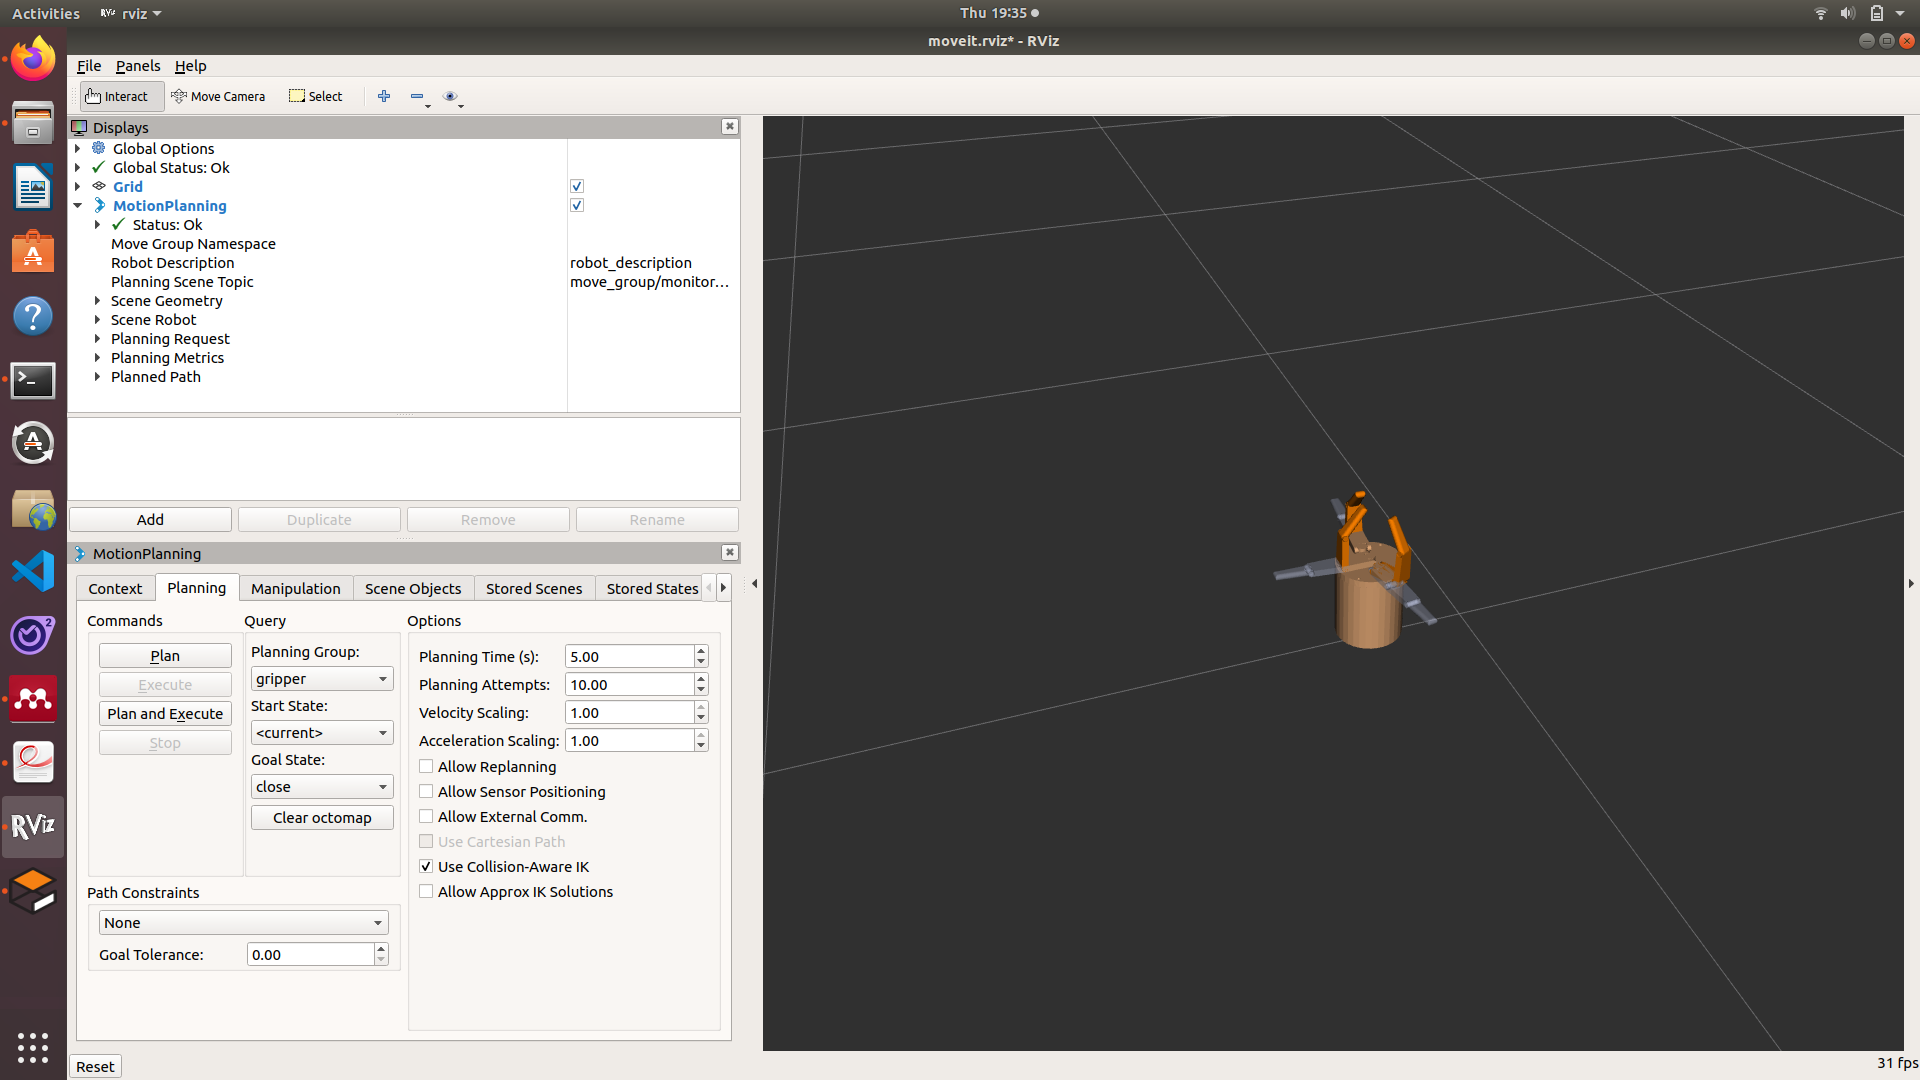 Activities
rviz
Thu 19:35
moveit.rviz* - RViz
File Panels Help
Interact Move Camera Select
Displays
Global Options
Global Status: Ok
Grid
MotionPlanning
Status: Ok
Move Group Namespace
Robot Description robot_description
Planning Scene Topic move_group/monitor...
Scene Geometry
Scene Robot
Planning Request
Planning Metrics
Planned Path
Add Duplicate Remove Rename
MotionPlanning
Context Planning Manipulation Scene Objects Stored Scenes Stored States
Commands
Plan
Execute
Plan and Execute
Stop
Query
Planning Group:
gripper
Start State:
<current>
Goal State:
close
Clear octomap
Path Constraints
None
Goal Tolerance: 0.00
Options
Planning Time (s): 5.00
Planning Attempts: 10.00
Velocity Scaling: 1.00
Acceleration Scaling: 1.00
Allow Replanning
Allow Sensor Positioning
Allow External Comm.
Use Cartesian Path
Use Collision-Aware IK
Allow Approx IK Solutions
RViz
Reset
31 fps